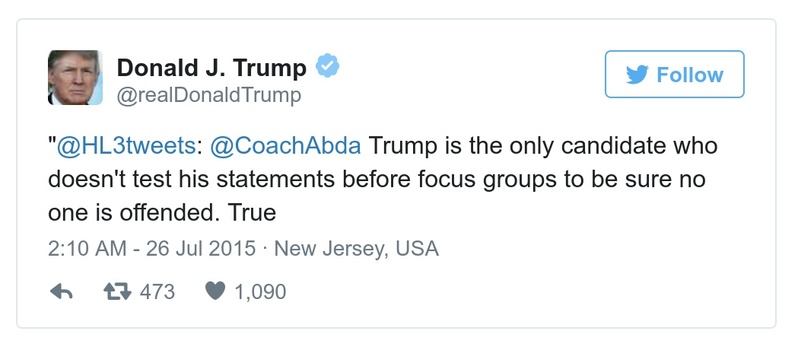 Donald J. Trump
@realDonaldTrump
Follow
"@HL3tweets: @CoachAbda Trump is the only candidate who
doesn't test his statements before focus groups to be sure no
one is offended. True
2:10 AM - 26 Jul 2015 · New Jersey, USA
473 1,090